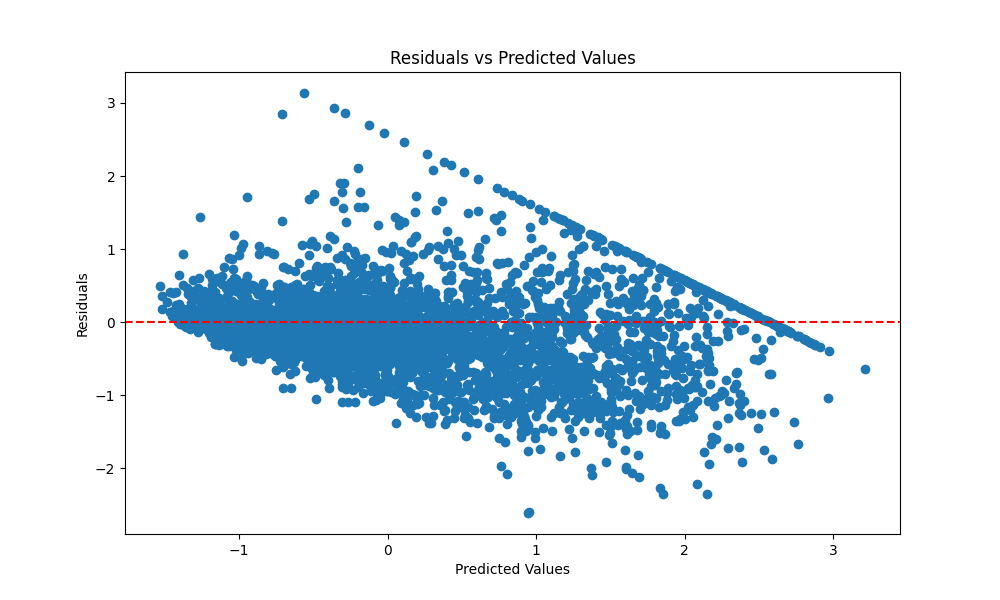 Residuals vs Predicted Values
3
2
1
0
−1
−2
Residuals
−1 0 1 2 3
Predicted Values